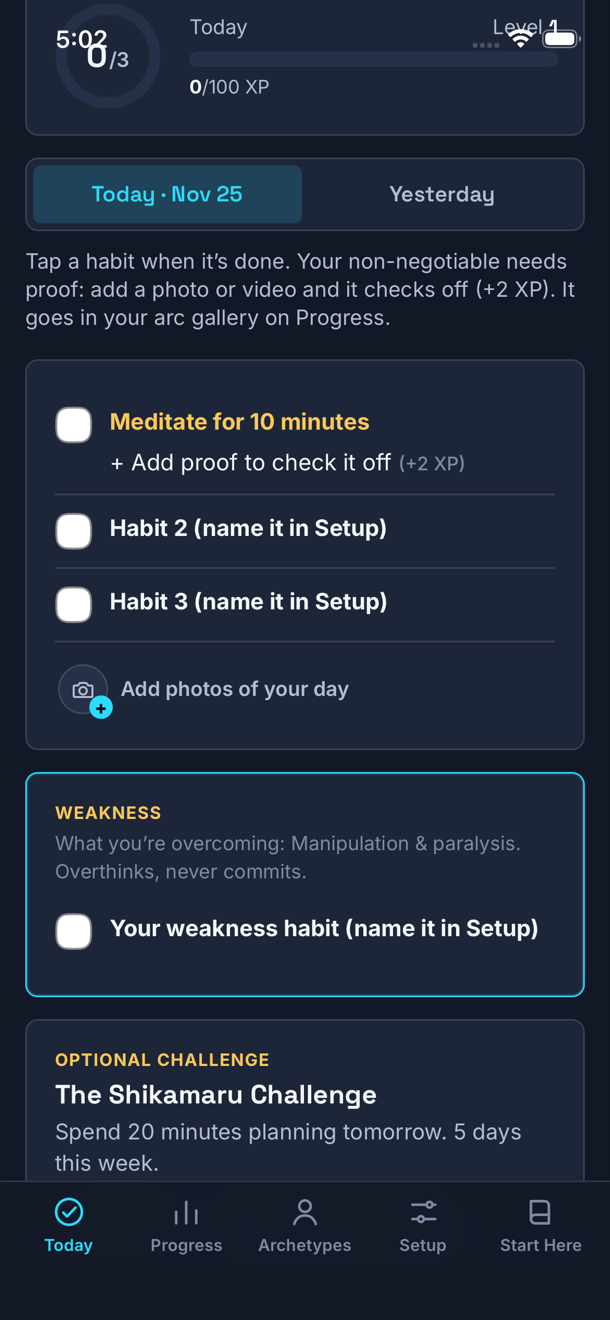 5:02
Today
Level 1
0/3
0/100 XP
Today · Nov 25
Yesterday
Tap a habit when it’s done. Your non-negotiable needs
proof: add a photo or video and it checks off (+2 XP). It
goes in your arc gallery on Progress.
Meditate for 10 minutes
+ Add proof to check it off (+2 XP)
Habit 2 (name it in Setup)
Habit 3 (name it in Setup)
Add photos of your day
WEAKNESS
What you’re overcoming: Manipulation & paralysis.
Overthinks, never commits.
Your weakness habit (name it in Setup)
OPTIONAL CHALLENGE
The Shikamaru Challenge
Spend 20 minutes planning tomorrow. 5 days
this week.
Today
Progress
Archetypes
Setup
Start Here